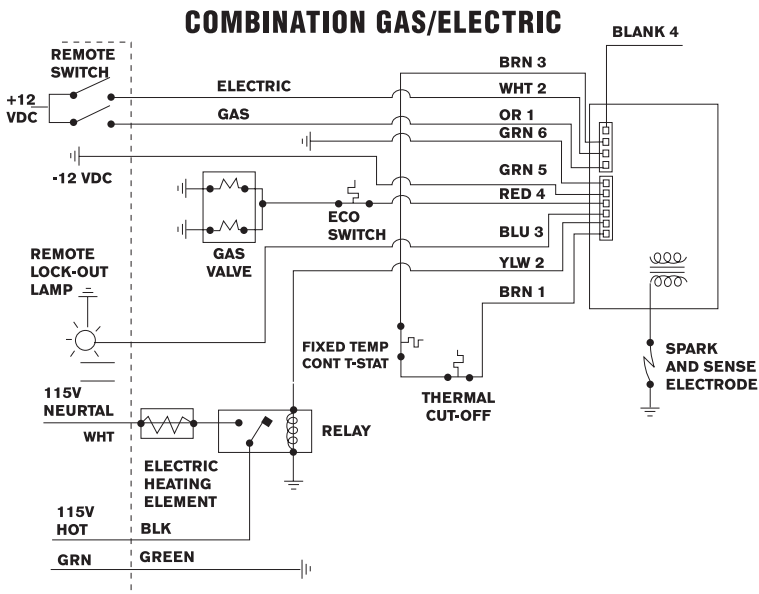 COMBINATION GAS/ELECTRIC
BLANK 4
REMOTE
SWITCH
BRN 3
+12
VDC
ELECTRIC
WHT 2
GAS
OR 1
GRN 6
-12 VDC
GRN 5
RED 4
ECO
SWITCH
BLU 3
GAS
VALVE
REMOTE
LOCK-OUT
LAMP
YLW 2
BRN 1
FIXED TEMP
CONT T-STAT
SPARK
AND SENSE
ELECTRODE
THERMAL
CUT-OFF
115V
NEURTAL
WHT
RELAY
ELECTRIC
HEATING
ELEMENT
115V
HOT
BLK
GRN
GREEN